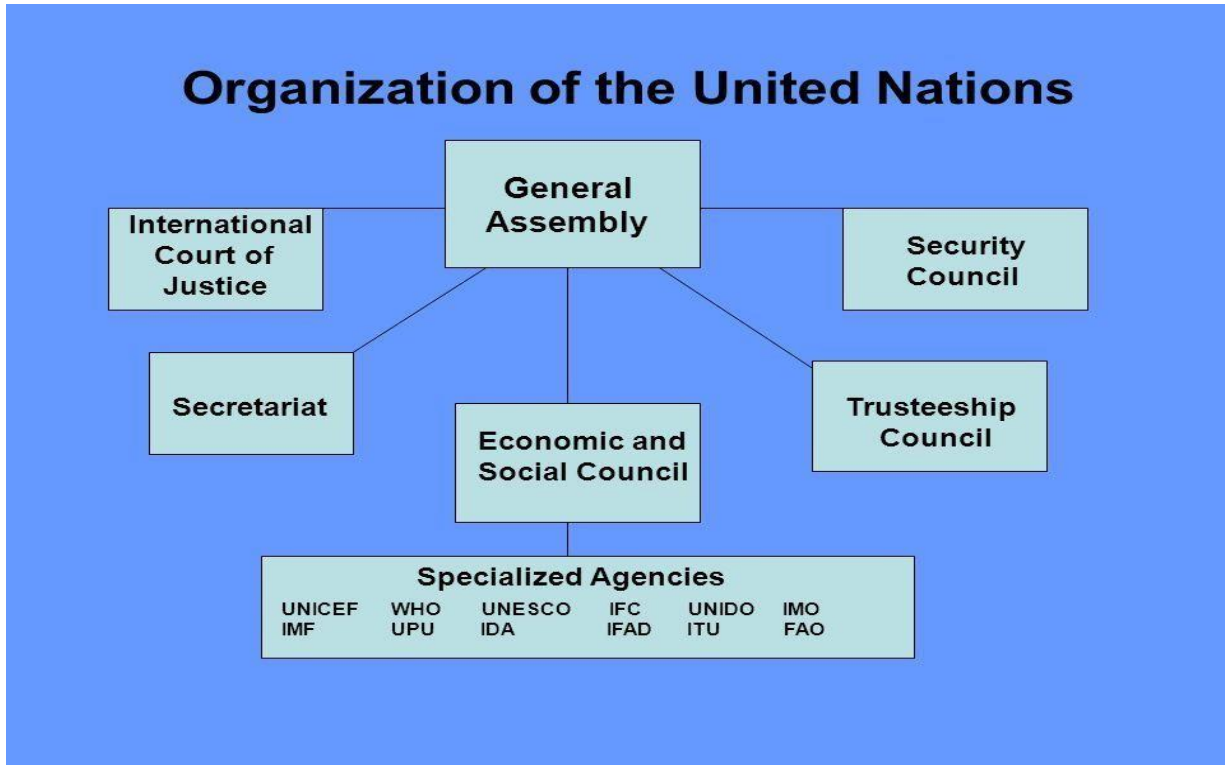 Organization of the United Nations
General
Assembly
International
Court of
Justice
Security
Council
Secretariat
Trusteeship
Council
Economic and
Social Council
Specialized Agencies
UNICEF WHO UNESCO IFC UNIDO IMO
IMF UPU IDA IFAD ITU FAO